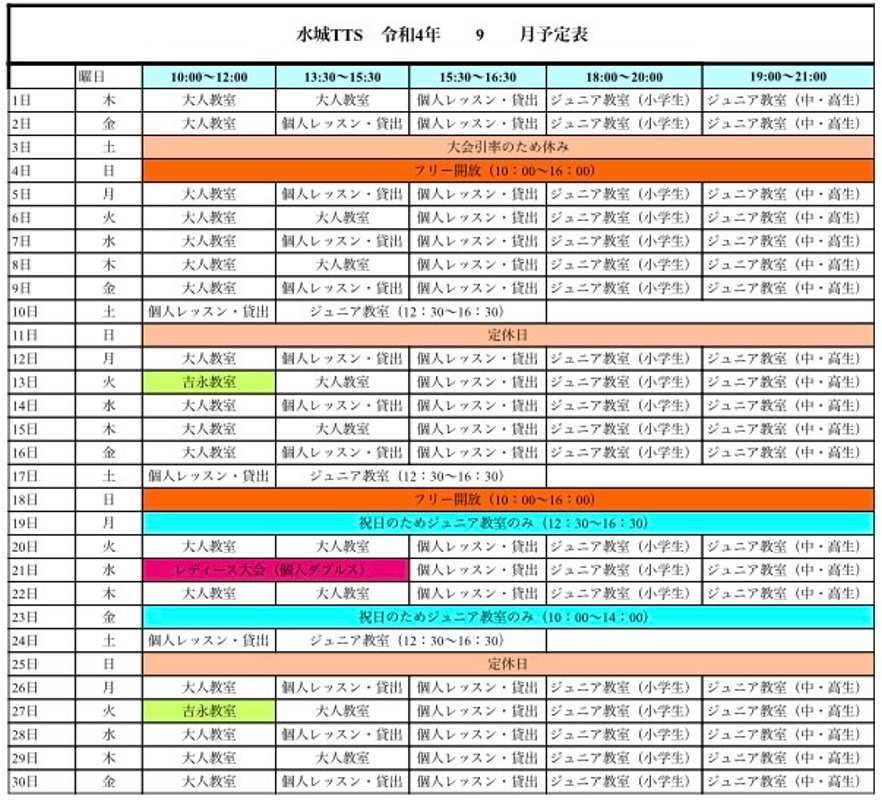 水城TTS 令和4年 9 月予定表
曜日 10:00〜12:00 13:30〜15:30 15:30〜16:30 18:00〜20:00 19:00〜21:00
1日 木 大人教室 大人教室 個人レッスン・貸出 ジュニア教室（小学生） ジュニア教室（中・高生）
2日 金 大人教室 個人レッスン・貸出 個人レッスン・貸出 ジュニア教室（小学生） ジュニア教室（中・高生）
3日 土 大会引率のため休み
4日 日 フリー開放（10：00〜16：00）
5日 月 大人教室 個人レッスン・貸出 個人レッスン・貸出 ジュニア教室（小学生） ジュニア教室（中・高生）
6日 火 大人教室 大人教室 個人レッスン・貸出 ジュニア教室（小学生） ジュニア教室（中・高生）
7日 水 大人教室 個人レッスン・貸出 個人レッスン・貸出 ジュニア教室（小学生） ジュニア教室（中・高生）
8日 木 大人教室 大人教室 個人レッスン・貸出 ジュニア教室（小学生） ジュニア教室（中・高生）
9日 金 大人教室 個人レッスン・貸出 個人レッスン・貸出 ジュニア教室（小学生） ジュニア教室（中・高生）
10日 土 個人レッスン・貸出 ジュニア教室（12：30〜16：30）
11日 日 定休日
12日 月 大人教室 個人レッスン・貸出 個人レッスン・貸出 ジュニア教室（小学生） ジュニア教室（中・高生）
13日 火 吉永教室 大人教室 個人レッスン・貸出 ジュニア教室（小学生） ジュニア教室（中・高生）
14日 水 大人教室 個人レッスン・貸出 個人レッスン・貸出 ジュニア教室（小学生） ジュニア教室（中・高生）
15日 木 大人教室 大人教室 個人レッスン・貸出 ジュニア教室（小学生） ジュニア教室（中・高生）
16日 金 大人教室 個人レッスン・貸出 個人レッスン・貸出 ジュニア教室（小学生） ジュニア教室（中・高生）
17日 土 個人レッスン・貸出 ジュニア教室（12：30〜16：30）
18日 日 フリー開放（10：00〜16：00）
19日 月 祝日のためジュニア教室のみ（12：30〜16：30）
20日 火 大人教室 大人教室 個人レッスン・貸出 ジュニア教室（小学生） ジュニア教室（中・高生）
21日 水 レディース大会（個人ダブルス） 個人レッスン・貸出 ジュニア教室（小学生） ジュニア教室（中・高生）
22日 木 大人教室 大人教室 個人レッスン・貸出 ジュニア教室（小学生） ジュニア教室（中・高生）
23日 金 祝日のためジュニア教室のみ（10：00〜14：00）
24日 土 個人レッスン・貸出 ジュニア教室（12：30〜16：30）
25日 日 定休日
26日 月 大人教室 個人レッスン・貸出 個人レッスン・貸出 ジュニア教室（小学生） ジュニア教室（中・高生）
27日 火 吉永教室 大人教室 個人レッスン・貸出 ジュニア教室（小学生） ジュニア教室（中・高生）
28日 水 大人教室 個人レッスン・貸出 個人レッスン・貸出 ジュニア教室（小学生） ジュニア教室（中・高生）
29日 木 大人教室 大人教室 個人レッスン・貸出 ジュニア教室（小学生） ジュニア教室（中・高生）
30日 金 大人教室 個人レッスン・貸出 個人レッスン・貸出 ジュニア教室（小学生） ジュニア教室（中・高生）